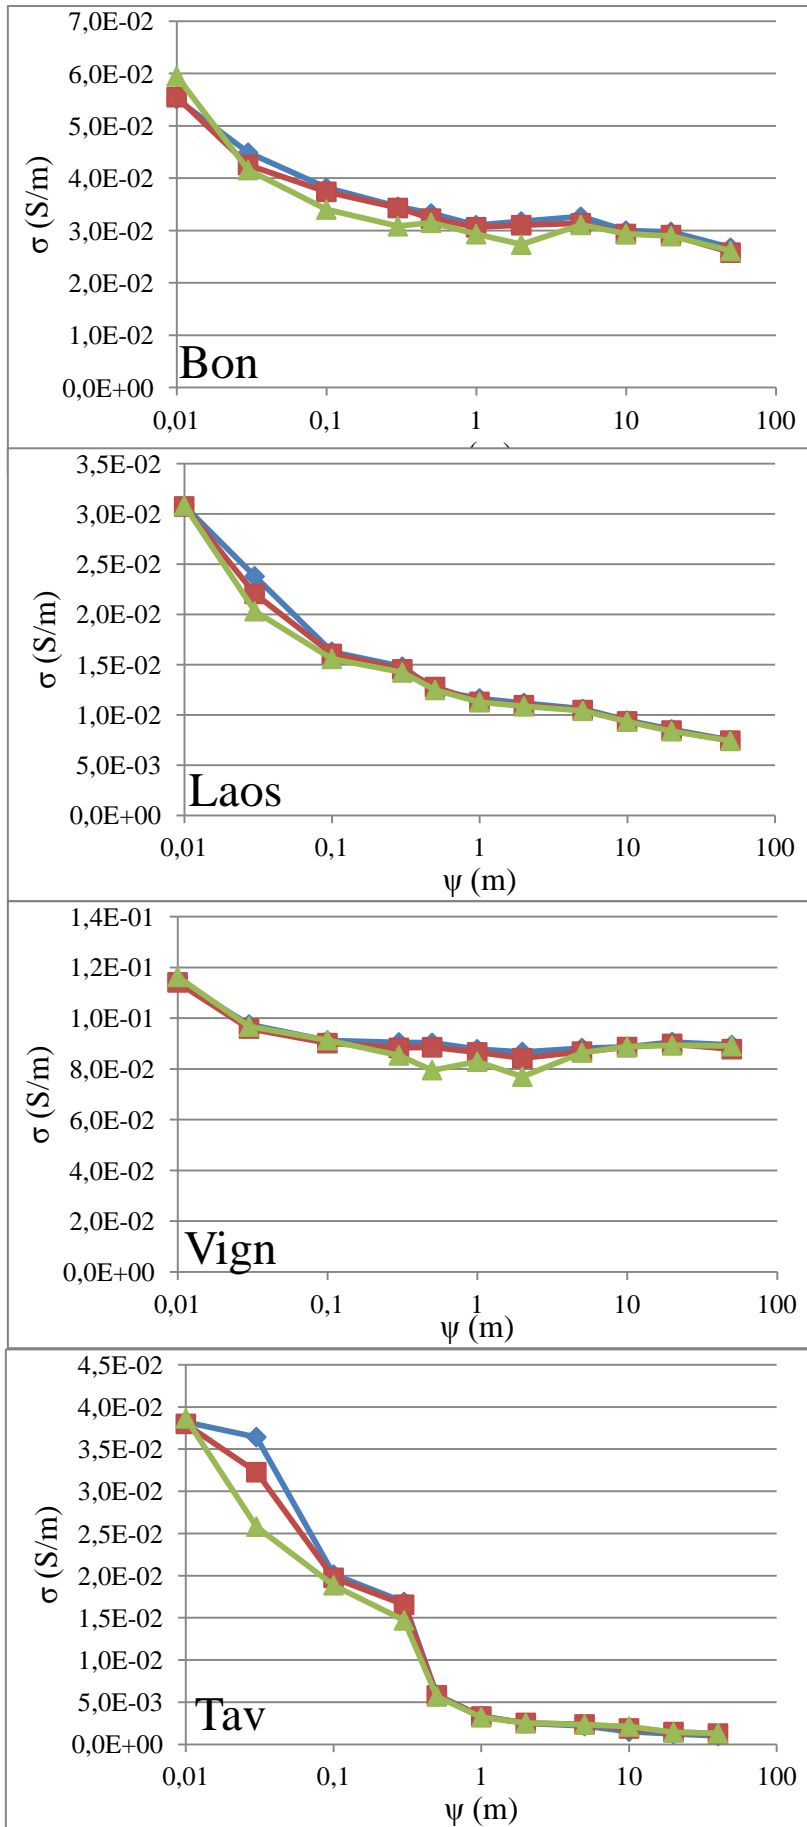 7,0E-02
6,0E-02
5,0E-02
4,0E-02
3,0E-02
2,0E-02
1,0E-02
0,0E+00
σ (S/m)
Bon
0,01 0,1 1 10 100
3,5E-02
3,0E-02
2,5E-02
2,0E-02
1,5E-02
1,0E-02
5,0E-03
0,0E+00
σ (S/m)
Laos
0,01 0,1 1 10 100
ψ (m)
1,4E-01
1,2E-01
1,0E-01
8,0E-02
6,0E-02
4,0E-02
2,0E-02
0,0E+00
σ (S/m)
Vign
0,01 0,1 1 10 100
ψ (m)
4,5E-02
4,0E-02
3,5E-02
3,0E-02
2,5E-02
2,0E-02
1,5E-02
1,0E-02
5,0E-03
0,0E+00
σ (S/m)
Tav
0,01 0,1 1 10 100
ψ (m)